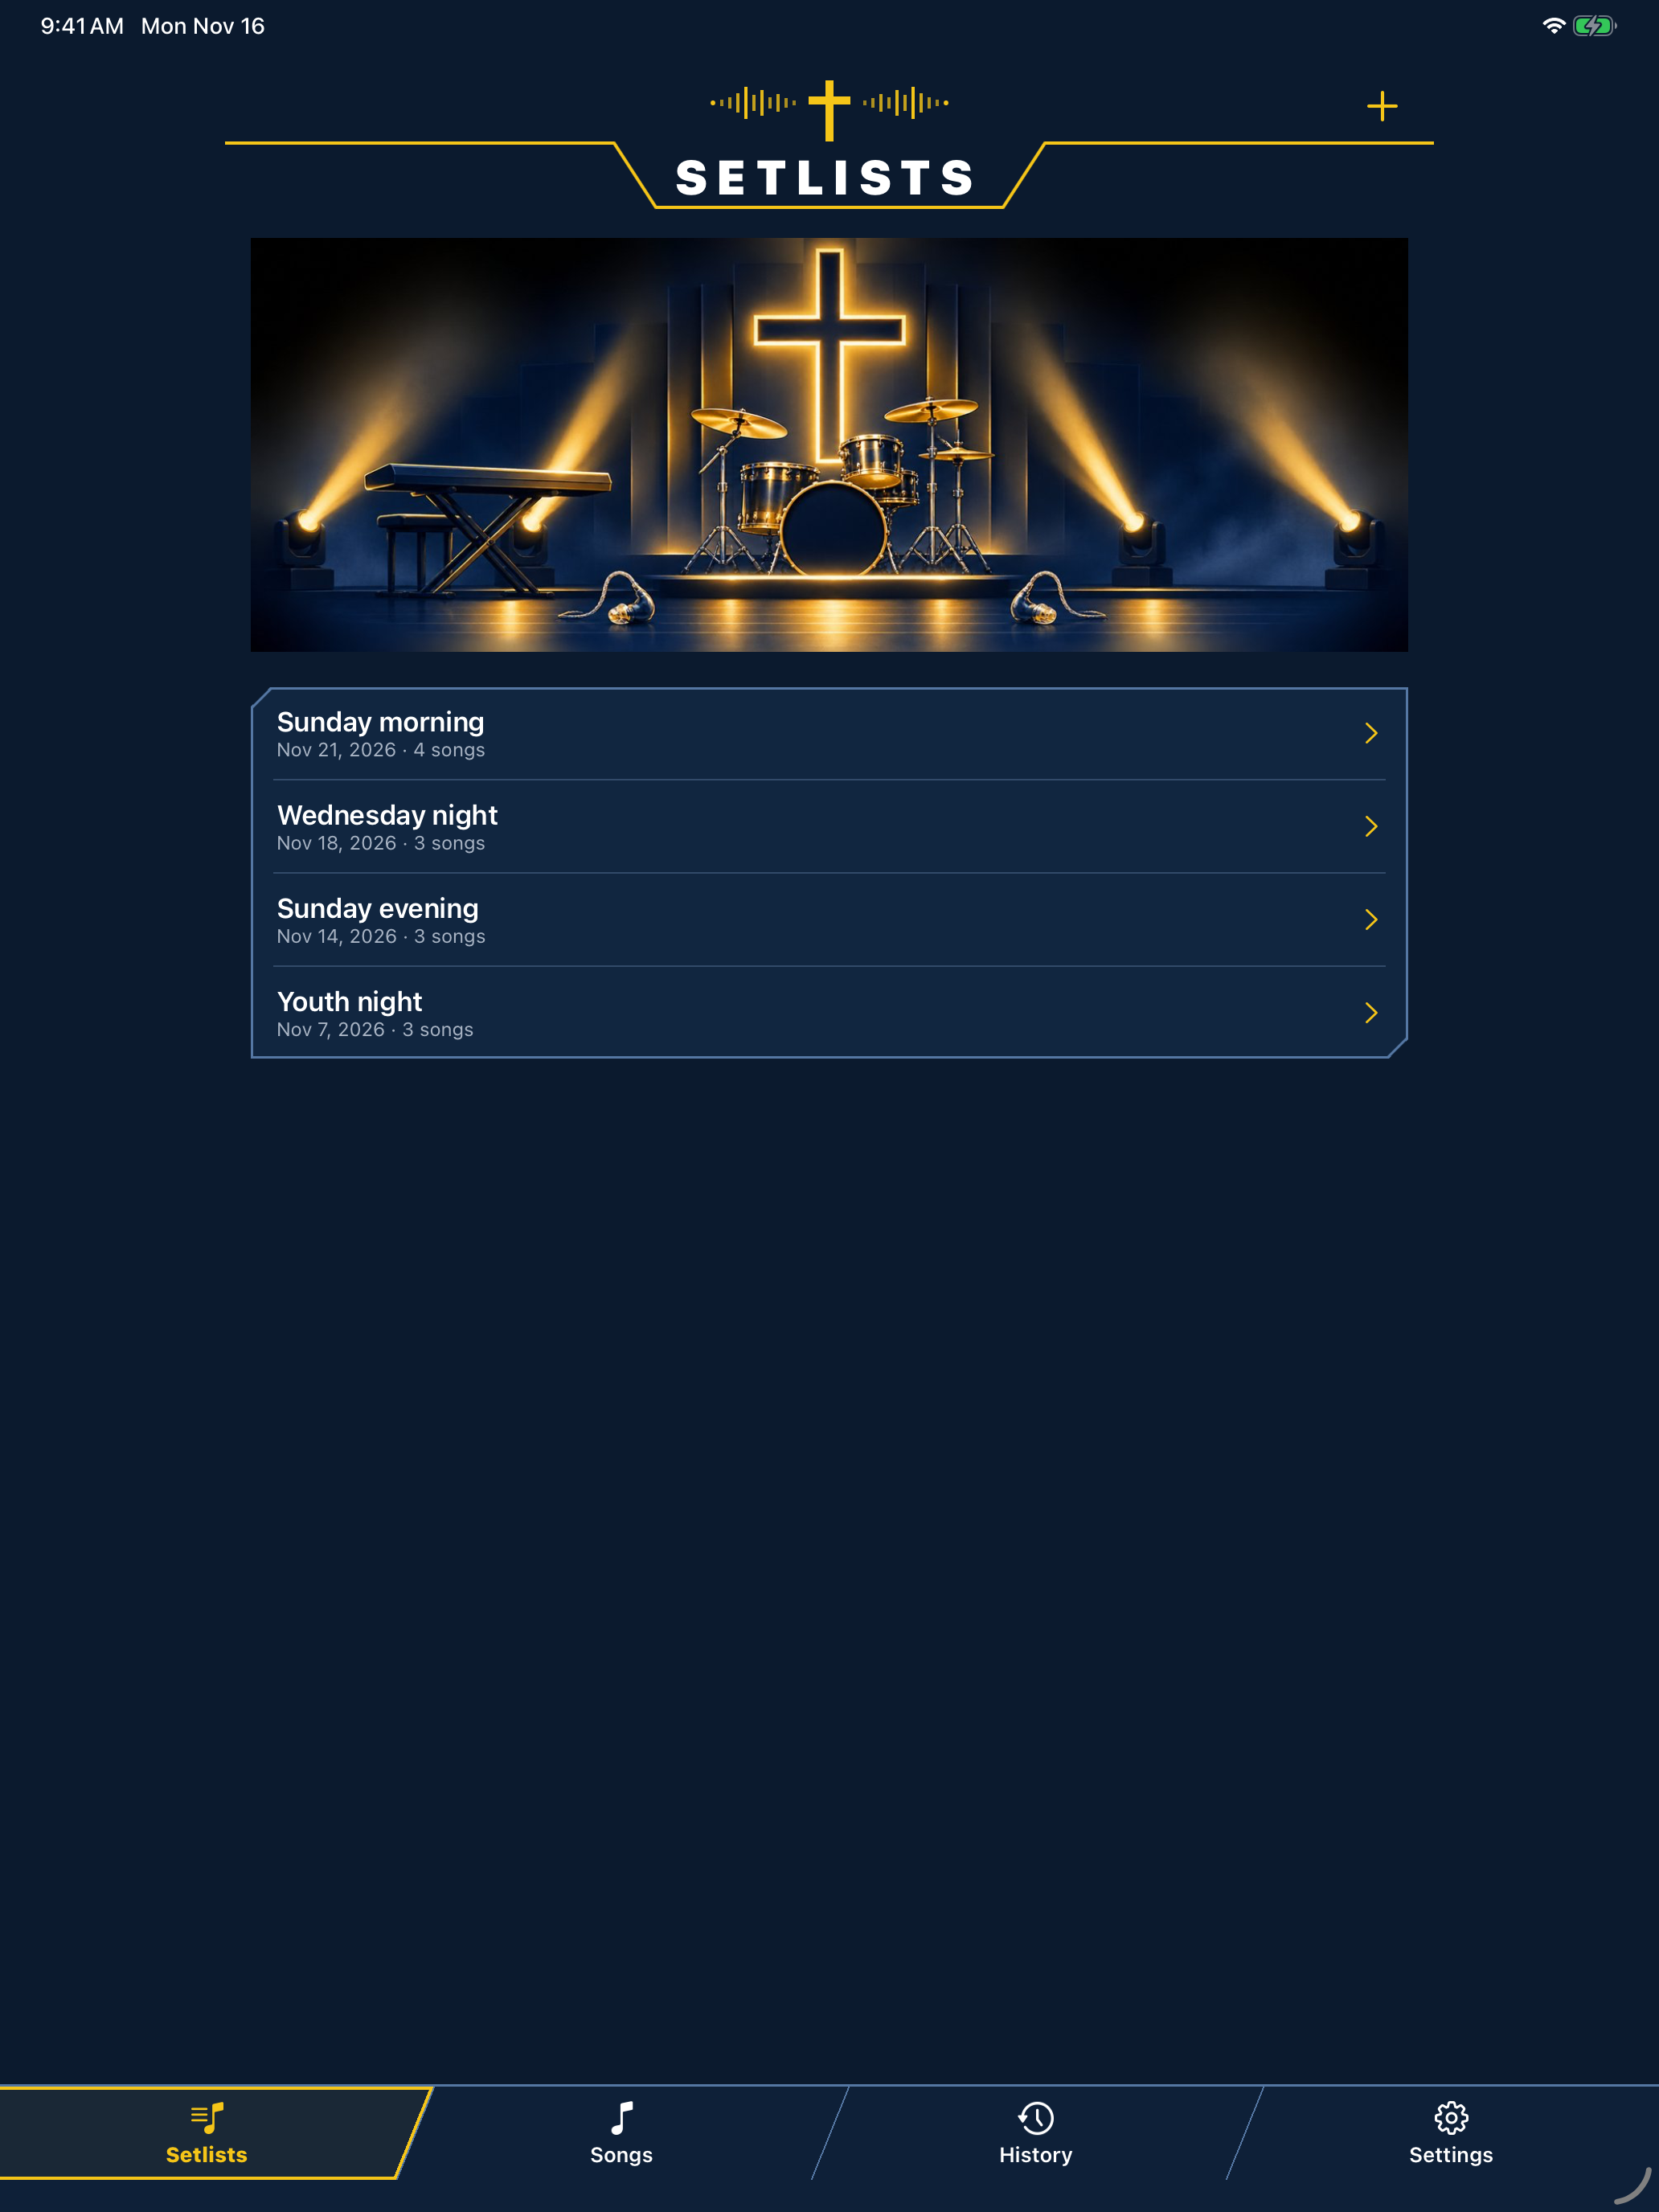 9:41 AM Mon Nov 16
SETLISTS
Sunday morning
Nov 21, 2026 · 4 songs
Wednesday night
Nov 18, 2026 · 3 songs
Sunday evening
Nov 14, 2026 · 3 songs
Youth night
Nov 7, 2026 · 3 songs
Setlists
Songs
History
Settings